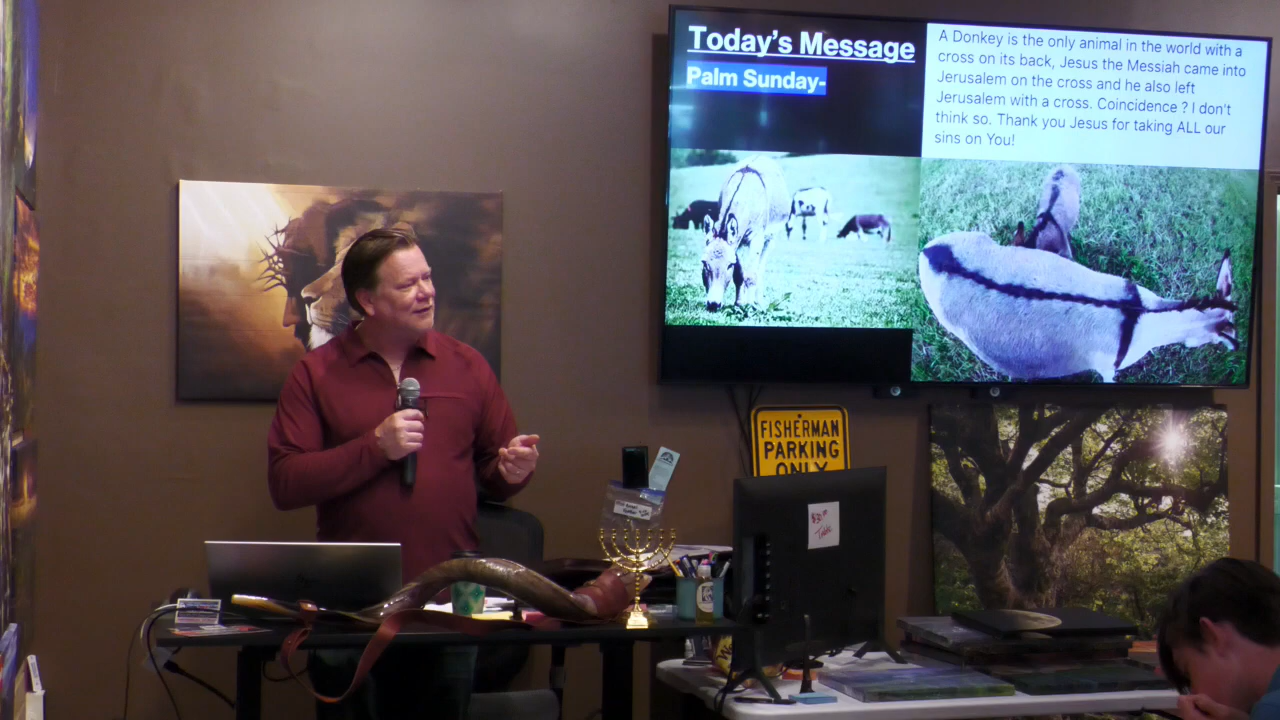 Today's Message
Palm Sunday-
A Donkey is the only animal in the world with a
cross on its back, Jesus the Messiah came into
Jerusalem on the cross and he also left
Jerusalem with a cross. Coincidence ? I don't
think so. Thank you Jesus for taking ALL our
sins on You!
FISHERMAN
PARKING
ONLY